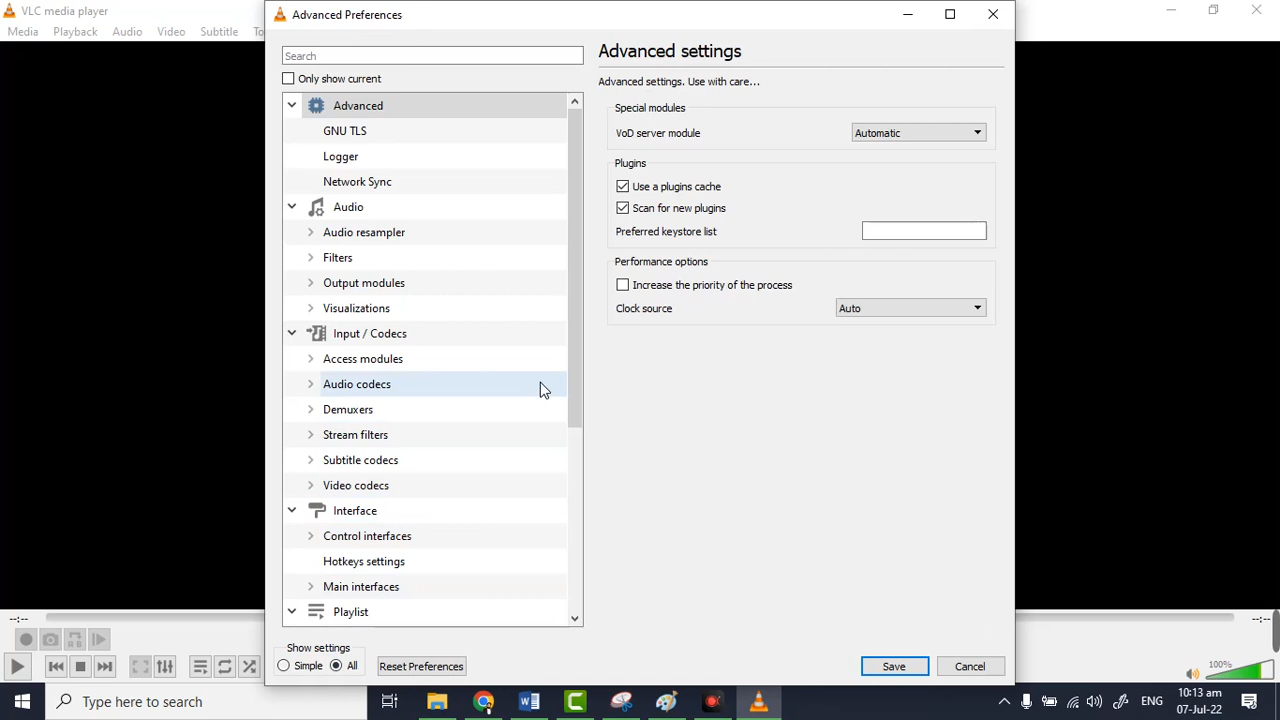 VLC media player
Media Playback Audio Video Subtitle To
Advanced Preferences
Search
Only show current
Advanced
GNU TLS
Logger
Network Sync
Audio
Audio resampler
Filters
Output modules
Visualizations
Input / Codecs
Access modules
Audio codecs
Demuxers
Stream filters
Subtitle codecs
Video codecs
Interface
Control interfaces
Hotkeys settings
Main interfaces
Playlist
Show settings
Simple All
Reset Preferences
Advanced settings
Advanced settings. Use with care...
Special modules
VoD server module Automatic
Plugins
Use a plugins cache
Scan for new plugins
Preferred keystore list
Performance options
Increase the priority of the process
Clock source Auto
Save Cancel
--:-- --:--
100%
Type here to search
ENG
10:13 am
07-Jul-22